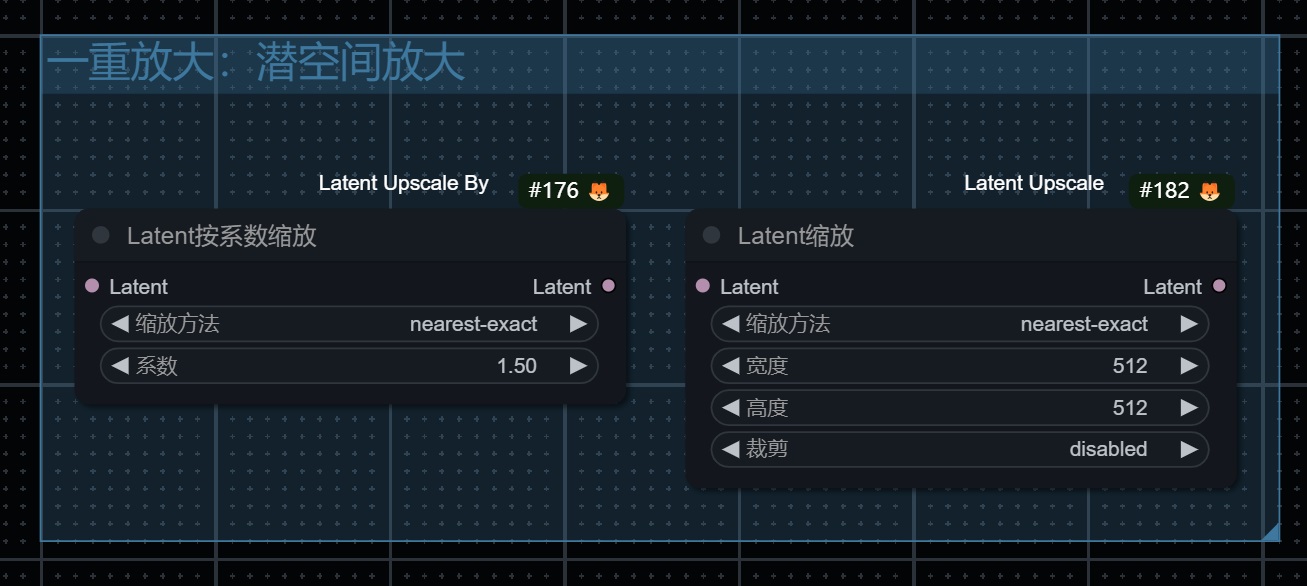 一重放大：潜空间放大
Latent Upscale By
#176
Latent按系数缩放
Latent Latent
缩放方法 nearest-exact
系数 1.50
Latent Upscale
#182
Latent缩放
Latent Latent
缩放方法 nearest-exact
宽度 512
高度 512
裁剪 disabled